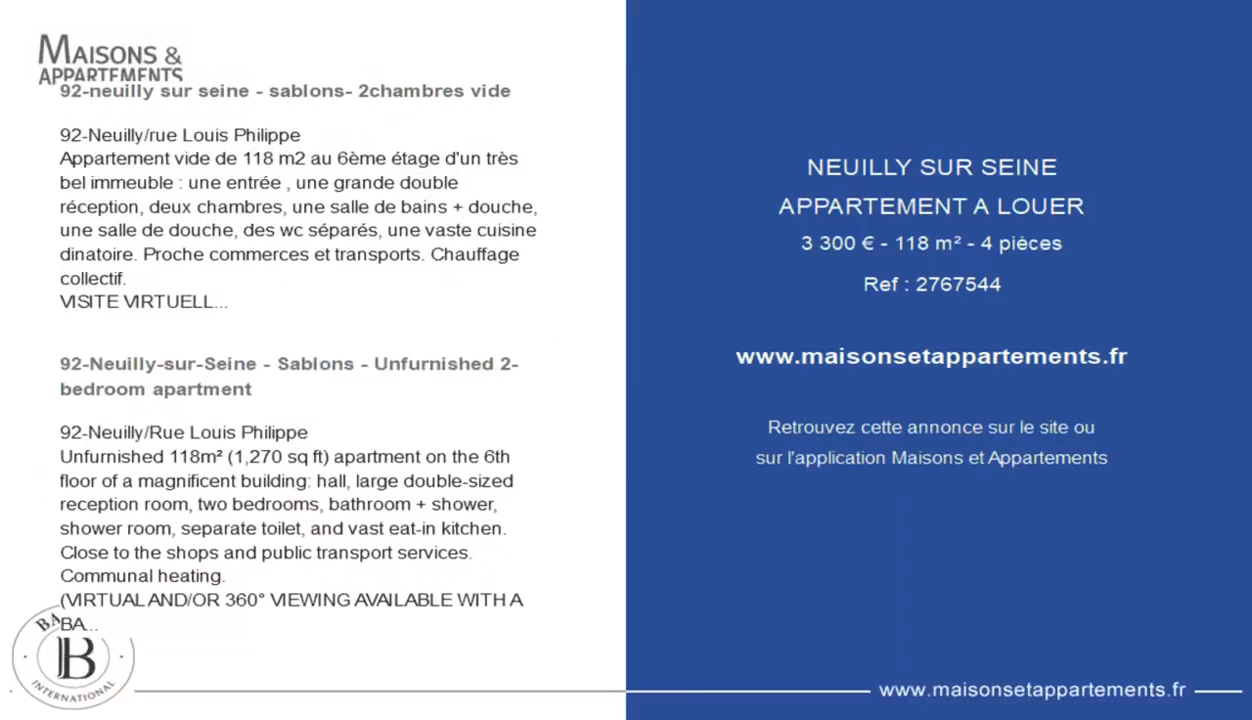 MAISONS &
APPARTEMENTS
92-neuilly sur seine - sablons- 2chambres vide
92-Neuilly/rue Louis Philippe
Appartement vide de 118 m2 au 6ème étage d'un très
bel immeuble : une entrée , une grande double
réception, deux chambres, une salle de bains + douche,
une salle de douche, des wc séparés, une vaste cuisine
dinatoire. Proche commerces et transports. Chauffage
collectif.
VISITE VIRTUELL...
92-Neuilly-sur-Seine - Sablons - Unfurnished 2-
bedroom apartment
92-Neuilly/Rue Louis Philippe
Unfurnished 118m² (1,270 sq ft) apartment on the 6th
floor of a magnificent building: hall, large double-sized
reception room, two bedrooms, bathroom + shower,
shower room, separate toilet, and vast eat-in kitchen.
Close to the shops and public transport services.
Communal heating.
(VIRTUAL AND/OR 360° VIEWING AVAILABLE WITH A
BA...
BA
B
INTERNATIONAL
NEUILLY SUR SEINE
APPARTEMENT A LOUER
3 300 € - 118 m² - 4 pièces
Ref : 2767544
www.maisonsetappartements.fr
Retrouvez cette annonce sur le site ou
sur l'application Maisons et Appartements
www.maisonsetappartements.fr